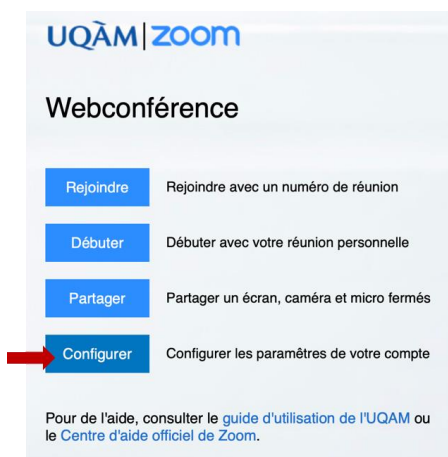 UQÀM | zoom
Webconférence
Rejoindre Rejoindre avec un numéro de réunion
Débuter Débuter avec votre réunion personnelle
Partager Partager un écran, caméra et micro fermés
Configurer Configurer les paramêtres de votre compte
Pour de l'aide, consulter le guide d'utilisation de l'UQAM ou
le Centre d'aide officiel de Zoom.